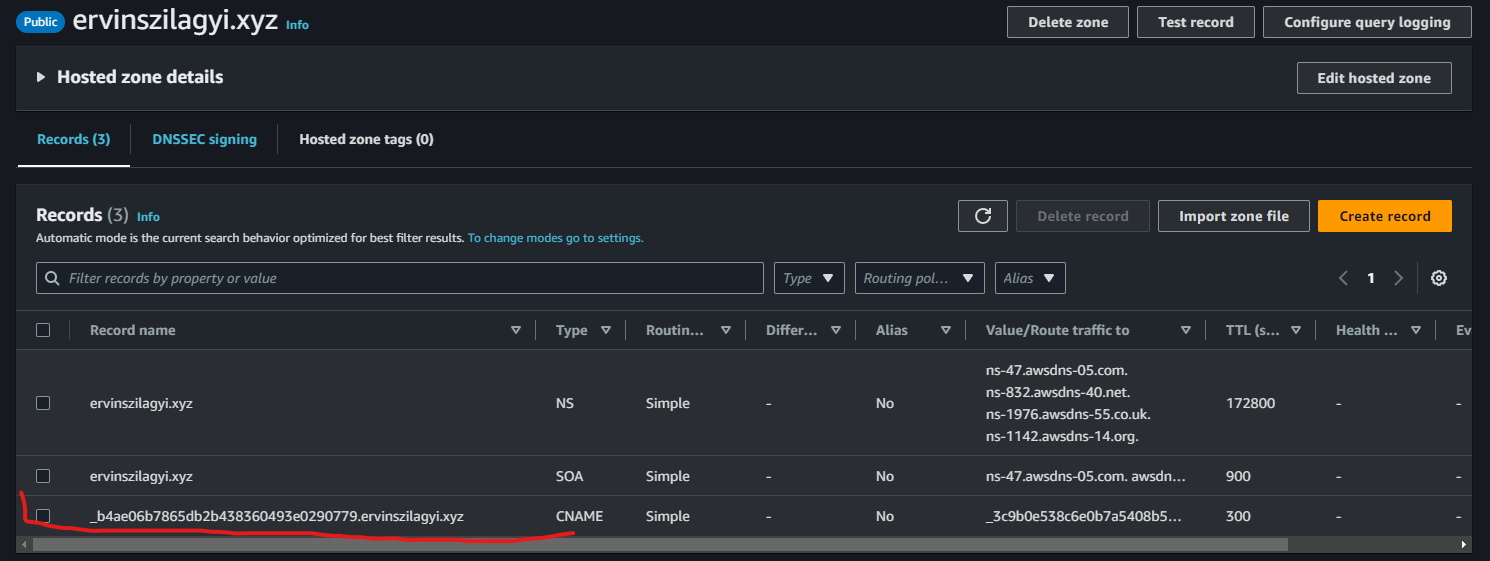 Public ervinszilagyi.xyz Info Delete zone Test record Configure query logging
Hosted zone details Edit hosted zone
Records (3) DNSSEC signing Hosted zone tags (0)
Records (3) Info Delete record Import zone file Create record
Automatic mode is the current search behavior optimized for best filter results. To change modes go to settings.
Filter records by property or value Type Routing pol... Alias 1
Record name Type Routin... Differ... Alias Value/Route traffic to TTL (s... Health ... Ev
ns-47.awsdns-05.com.
ns-832.awsdns-40.net.
ervinszilagyi.xyz NS Simple - No 172800 - -
ns-1976.awsdns-55.co.uk.
ns-1142.awsdns-14.org.
ervinszilagyi.xyz SOA Simple - No ns-47.awsdns-05.com. awsdn... 900 - -
_b4ae06b7865db2b438360493e0290779.ervinszilagyi.xyz CNAME Simple - No _3c9b0e538c6e0b7a5408b5... 300 - -